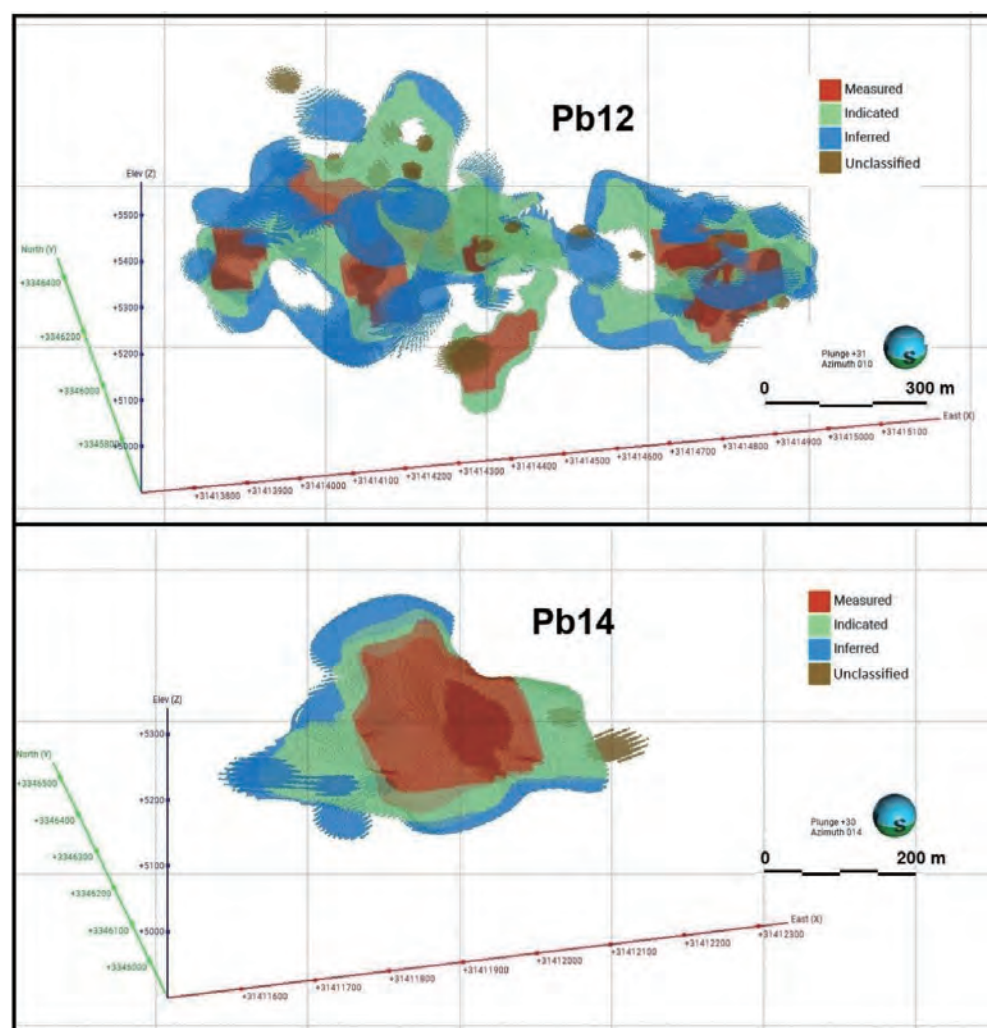 Pb12
Measured
Indicated
Inferred
Unclassified
Elev (Z)
+5500
+5400
+5300
+5200
+5100
+5000
North (Y)
+3346400
+3346200
+3346000
+3345800
Plunge +31
Azimuth 010
S
0 300 m
East (X)
+31413800
+31413900
+31414000
+31414100
+31414200
+31414300
+31414400
+31414500
+31414600
+31414700
+31414800
+31414900
+31415000
+31415100
Pb14
Measured
Indicated
Inferred
Unclassified
Elev (Z)
+5300
+5200
+5100
+5000
North (Y)
+3346500
+3346400
+3346300
+3346200
+3346100
+3346000
Plunge +30
Azimuth 014
S
0 200 m
East (X)
+31411600
+31411700
+31411800
+31411900
+31412000
+31412100
+31412200
+31412300